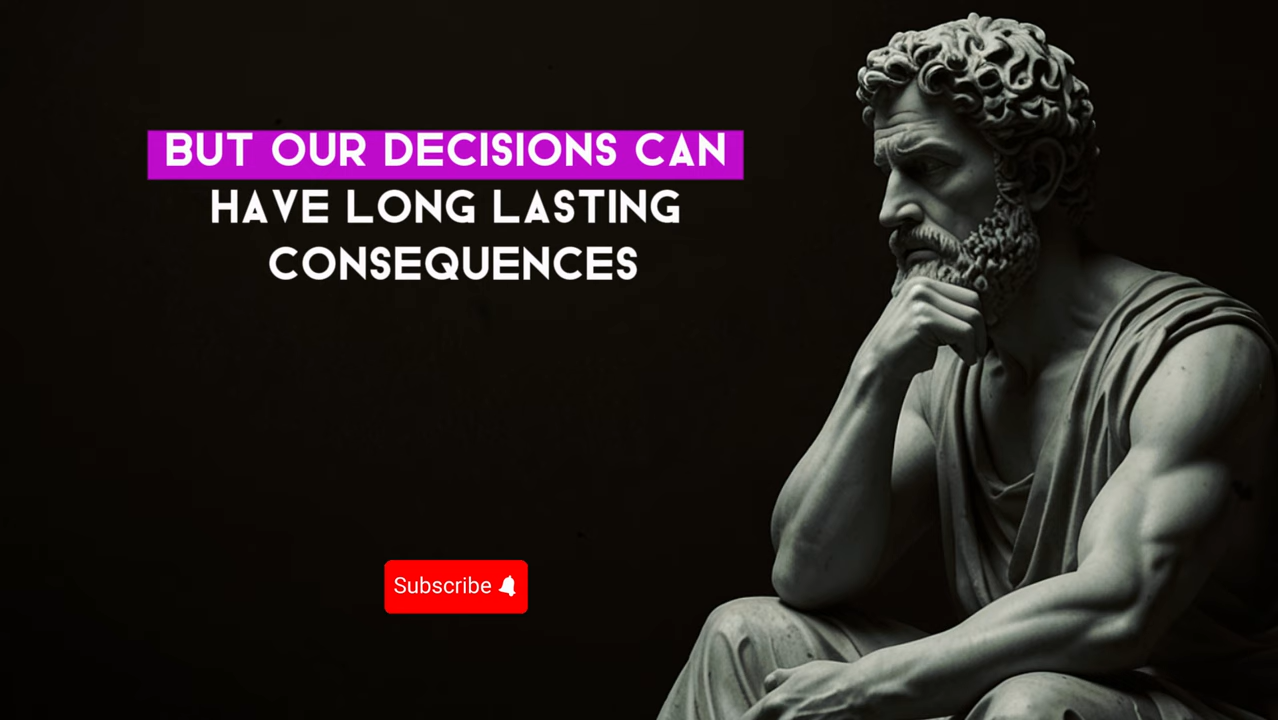 BUT OUR DECISIONS CAN
HAVE LONG LASTING
CONSEQUENCES
Subscribe